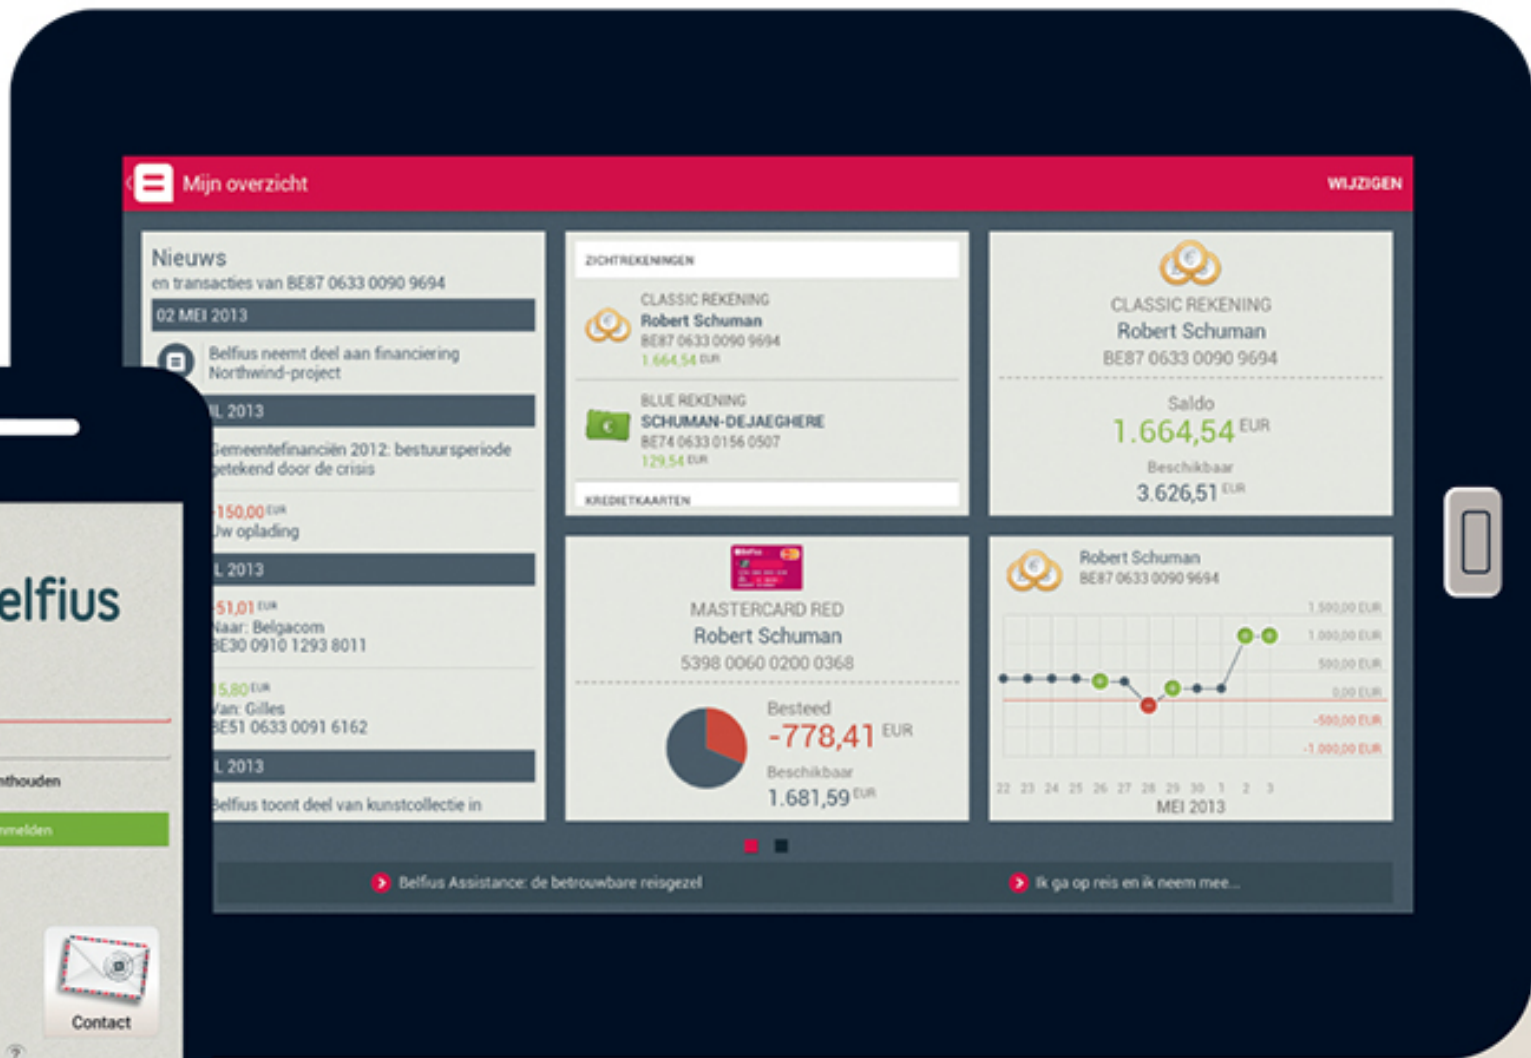 Mijn overzicht
WIJZIGEN
Nieuws
en transacties van BE87 0633 0090 9694
02 MEI 2013
Belfius neemt deel aan financiering
Northwind-project
IL 2013
Gemeentefinanciën 2012: bestuursperiode
getekend door de crisis
-150,00 EUR
Uw oplading
L 2013
-51,01 EUR
Naar: Belgacom
BE30 0910 1293 8011
15,80 EUR
Van: Gilles
BE51 0633 0091 6162
L 2013
Belfius toont deel van kunstcollectie in
ZICHTREKENINGEN
CLASSIC REKENING
Robert Schuman
BE87 0633 0090 9694
1.664,54 EUR
BLUE REKENING
SCHUMAN-DEJAEGHERE
BE74 0633 0156 0507
129,54 EUR
KREDIETKAARTEN
CLASSIC REKENING
Robert Schuman
BE87 0633 0090 9694
Saldo
1.664,54 EUR
Beschikbaar
3.626,51 EUR
Belfius
MASTERCARD RED
Robert Schuman
5398 0060 0200 0368
Besteed
-778,41 EUR
Beschikbaar
1.681,59 EUR
Robert Schuman
BE87 0633 0090 9694
1.500,00 EUR
1.000,00 EUR
500,00 EUR
0,00 EUR
-500,00 EUR
-1.000,00 EUR
22 23 24 25 26 27 28 29 30 1 2 3
MEI 2013
Belfius Assistance: de betrouwbare reisgezel
Ik ga op reis en ik neem mee...
elfius
nthouden
nmelden
Contact
?